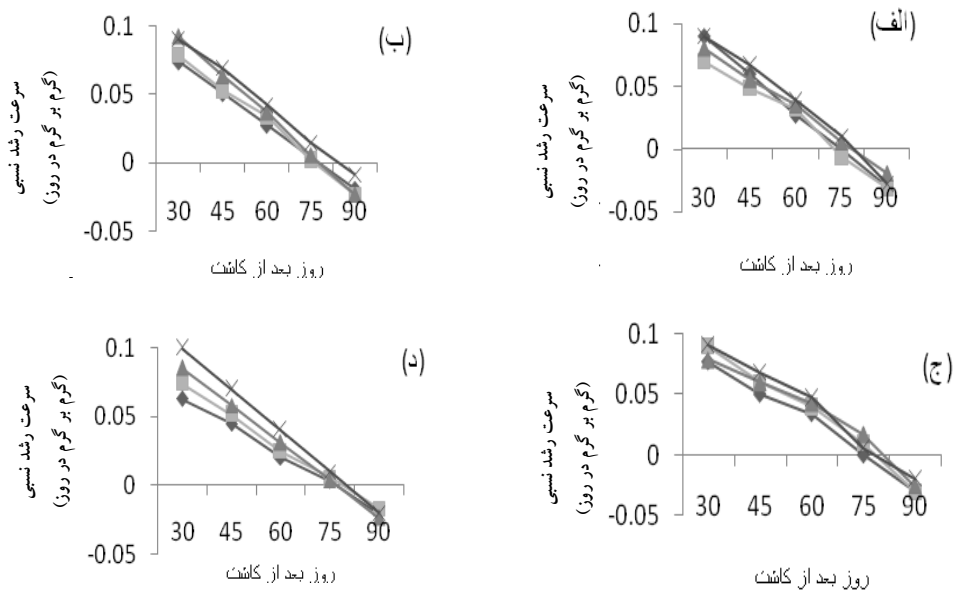 (الف)
0.1
0.05
0
-0.05
30 45 60 75 90
سرعت رشد نسبی
(گرم بر گرم در روز)
روز بعد از کاشت
(ب)
0.1
0.05
0
-0.05
30 45 60 75 90
سرعت رشد نسبی
(گرم بر گرم در روز)
روز بعد از کاشت
(ج)
0.1
0.05
0
-0.05
30 45 60 75 90
سرعت رشد نسبی
(گرم بر گرم در روز)
روز بعد از کاشت
(د)
0.1
0.05
0
-0.05
30 45 60 75 90
سرعت رشد نسبی
(گرم بر گرم در روز)
روز بعد از کاشت